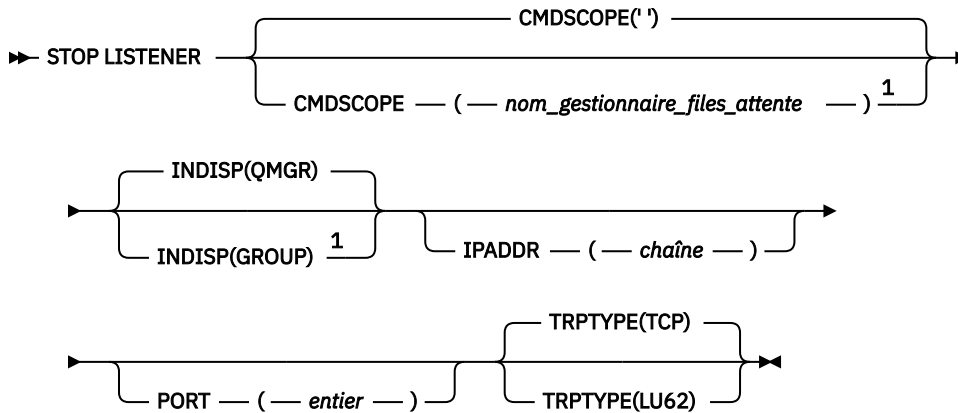 CMDSCOPE(' ')
STOP LISTENER
CMDSCOPE ( nom_gestionnaire_files_attente ) 1
INDISP(QMGR)
INDISP(GROUP) 1
IPADDR ( chaîne )
TRPTYPE(TCP)
PORT ( entier )
TRPTYPE(LU62)